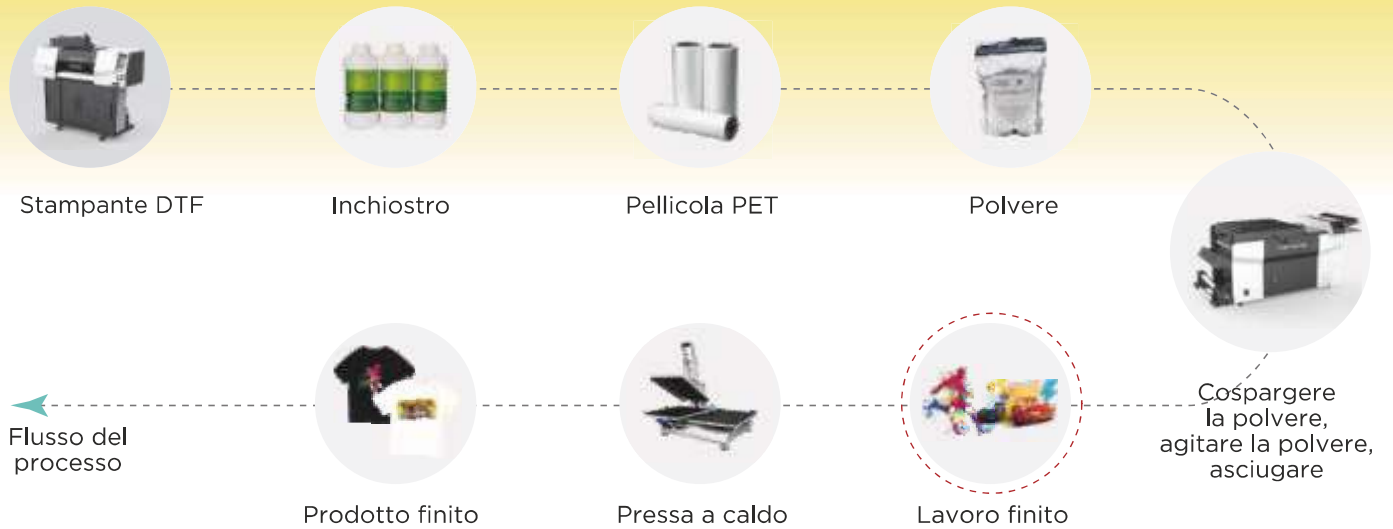 Stampante DTF
Inchiostro
Pellicola PET
Polvere
Cospargere
la polvere,
agitare la polvere,
asciugare
Flusso del
processo
Prodotto finito
Pressa a caldo
Lavoro finito